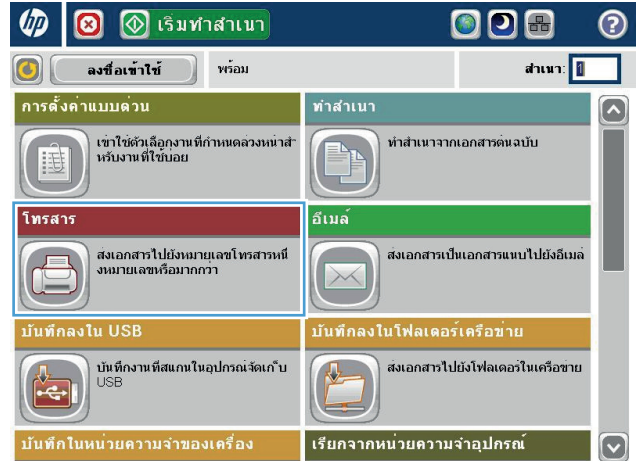 hp
เริ่มทำสำเนา
?
ลงชื่อเข้าใช้
พร้อม
สำเนา: 1
การตั้งค่าแบบด่วน
เข้าใช้ตัวเลือกงานที่กำหนดล่วงหน้าสำ
หรับงานที่ใช้บ่อย
ทำสำเนา
ทำสำเนาจากเอกสารต้นฉบับ
โทรสาร
ส่งเอกสารไปยังหมายเลขโทรสารหนึ่
งหมายเลขหรือมากกว่า
อีเมล์
ส่งเอกสารเป็นเอกสารแนบไปยังอีเมล์
บันทึกลงใน USB
บันทึกงานที่สแกนในอุปกรณ์จัดเก็บ
USB
บันทึกลงในโฟลเดอร์เครือข่าย
ส่งเอกสารไปยังโฟลเดอร์ในเครือข่าย
บันทึกในหน่วยความจำของเครื่อง
เรียกจากหน่วยความจำอุปกรณ์